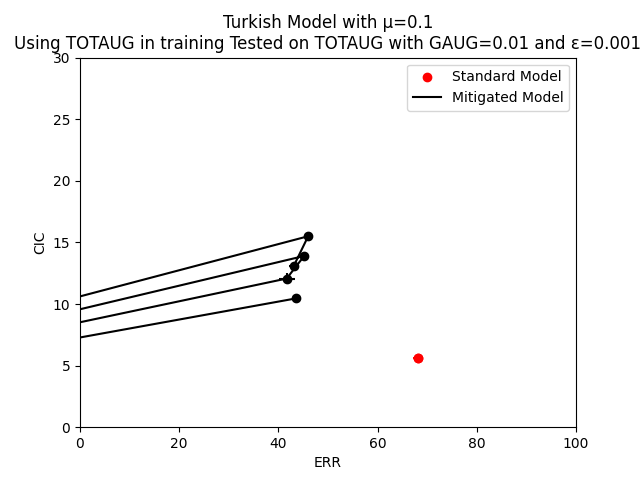 Turkish Model with μ=0.1
Using TOTAUG in training Tested on TOTAUG with GAUG=0.01 and ε=0.001
30
25
20
15
10
5
0
CIC
Standard Model
Mitigated Model
0 20 40 60 80 100
ERR